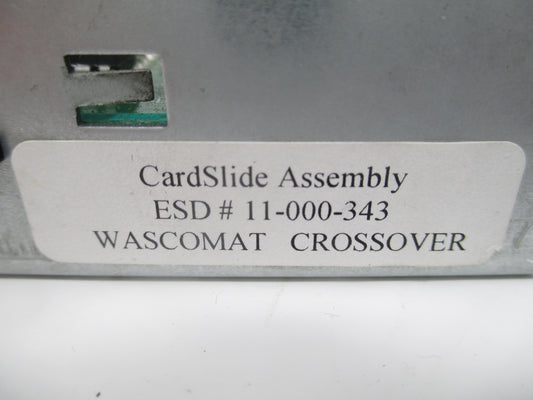 CardSlide Assembly
ESD # 11-000-343
WASCOMAT CROSSOVER